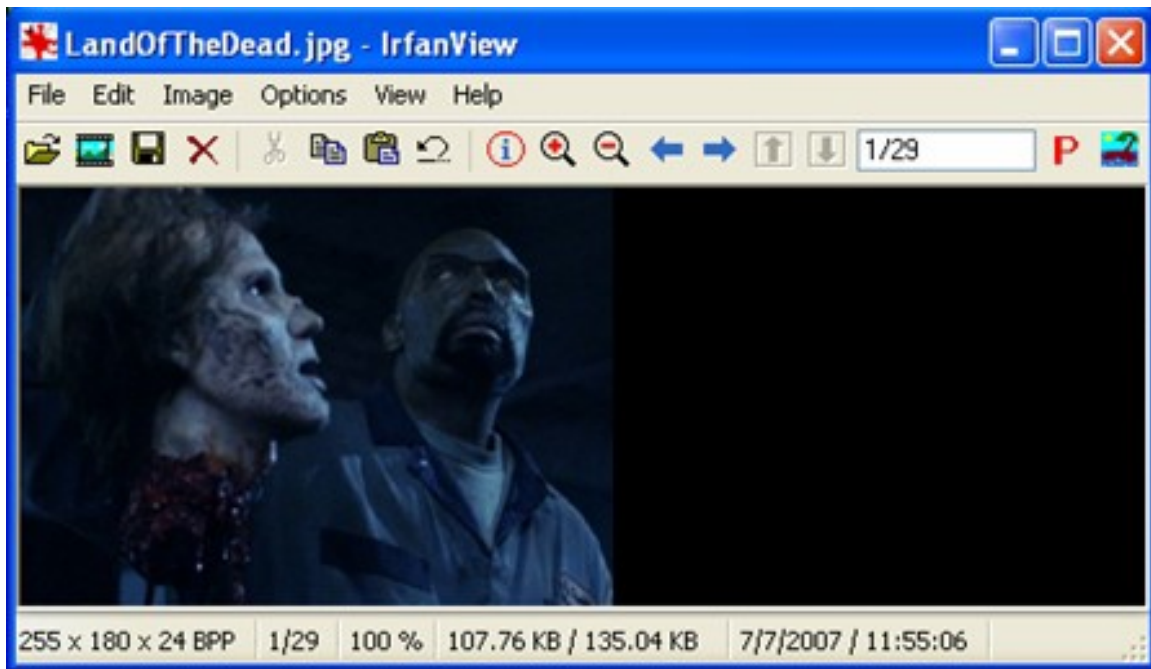 LandOfTheDead.jpg - IrfanView
File Edit Image Options View Help
1/29 P
255 x 180 x 24 BPP 1/29 100 % 107.76 KB / 135.04 KB 7/7/2007 / 11:55:06